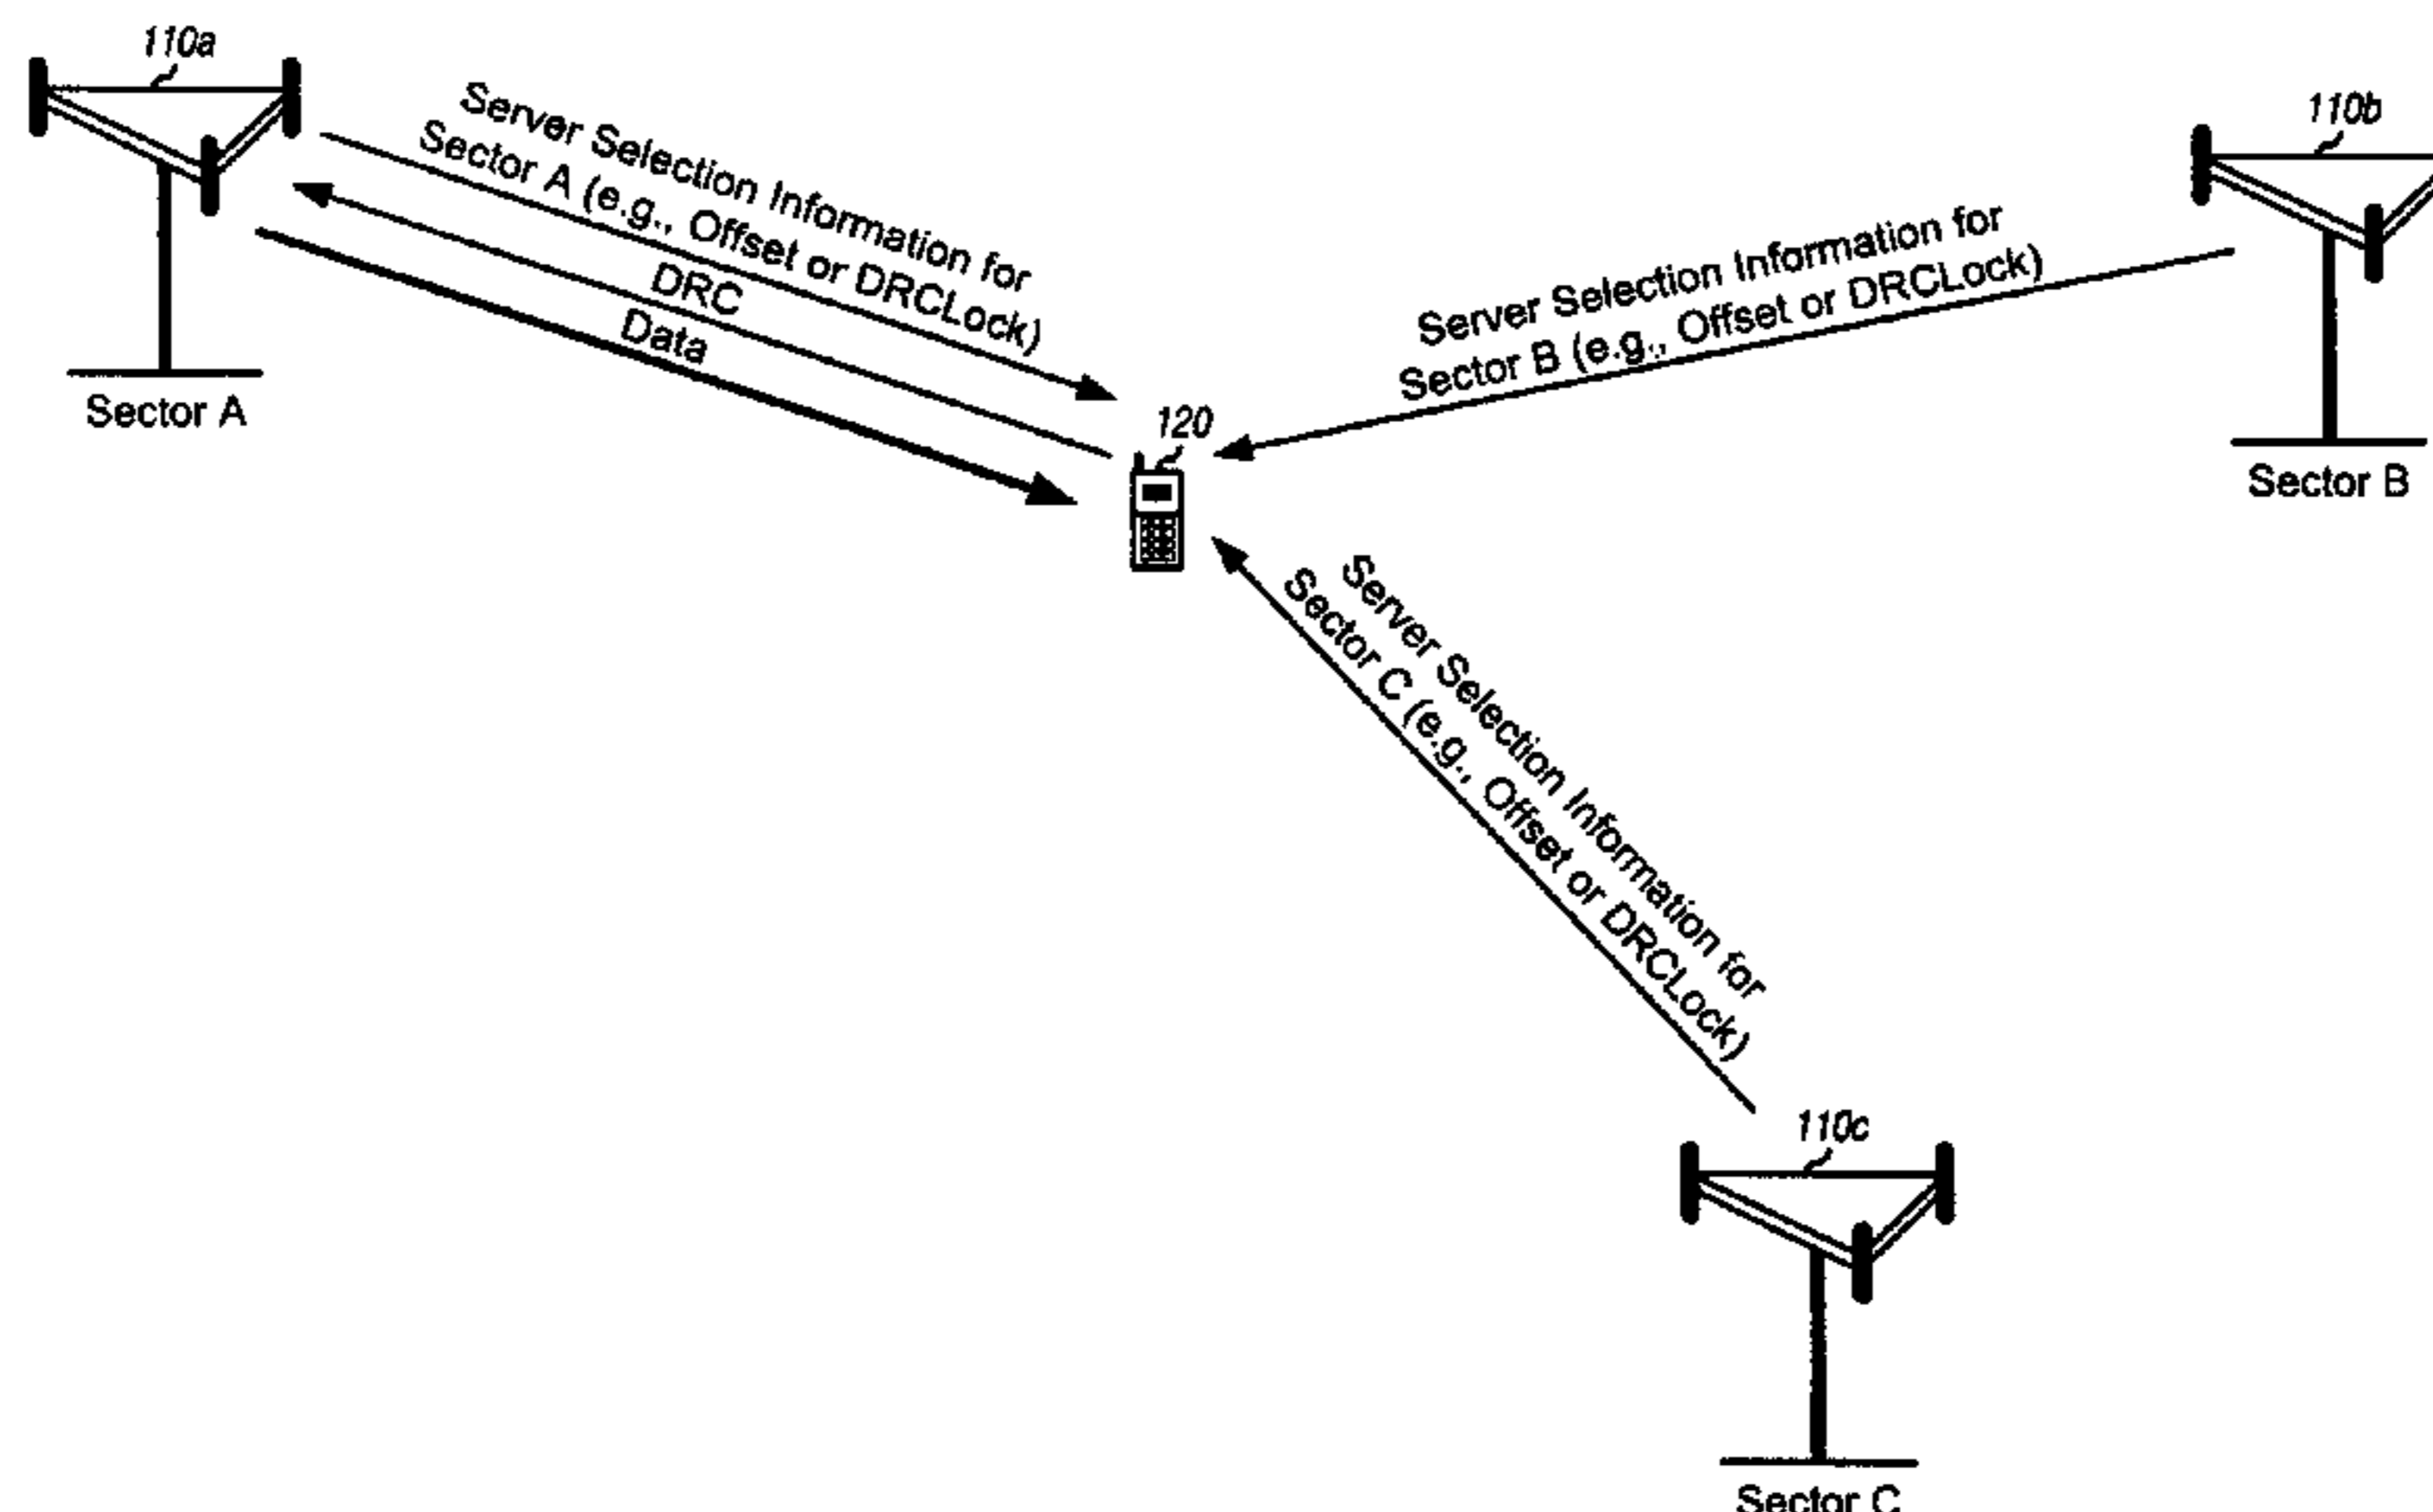 110a
Server Selection Information for
Sector A (e.g., Offset or DRCLock)
DRC
Data
Sector A
110b
Server Selection Information for
Sector B (e.g., Offset or DRCLock)
Sector B
120
Server Selection Information for
Sector C (e.g., Offset or DRCLock)
110c
Sector C